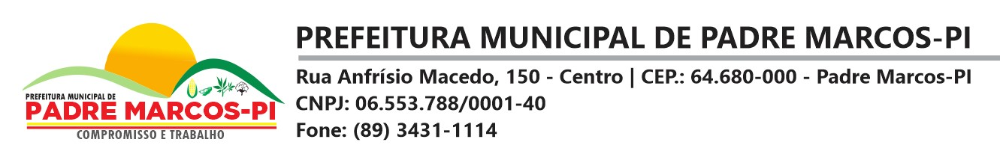 PREFEITURA MUNICIPAL DE
PADRE MARCOS-PI
COMPROMISSO E TRABALHO
PREFEITURA MUNICIPAL DE PADRE MARCOS-PI
Rua Anfrísio Macedo, 150 - Centro | CEP.: 64.680-000 - Padre Marcos-PI
CNPJ: 06.553.788/0001-40
Fone: (89) 3431-1114